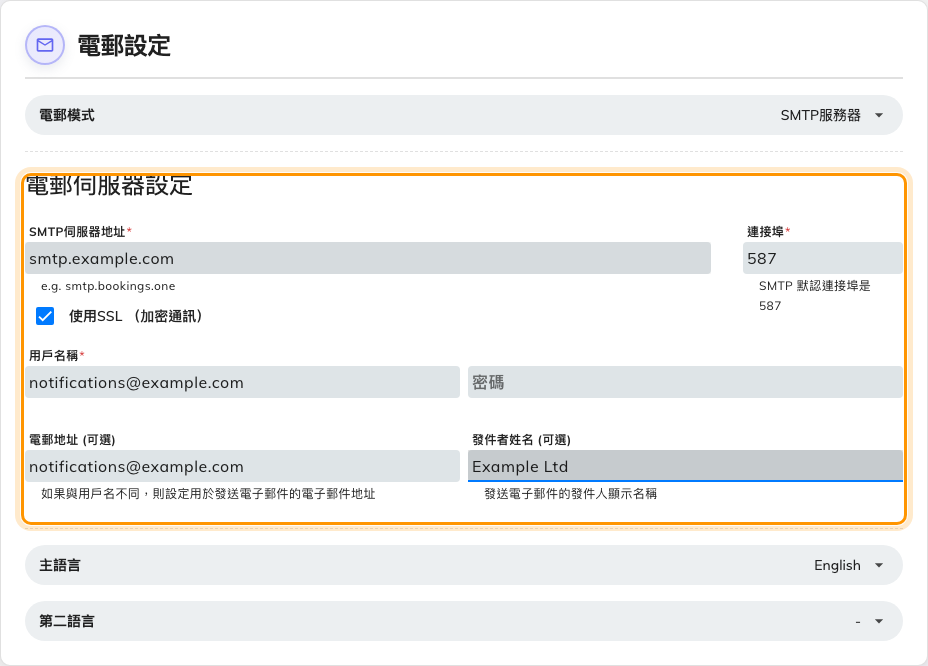 電郵設定
電郵模式 SMTP服務器
電郵伺服器設定
SMTP伺服器地址* 連接埠*
smtp.example.com 587
e.g. smtp.bookings.one SMTP 默認連接埠是
587
使用SSL （加密通訊）
用戶名稱*
notifications@example.com 密碼
電郵地址 (可選) 發件者姓名 (可選)
notifications@example.com Example Ltd
如果與用戶名不同，則設定用於發送電子郵件的電子郵件地址 發送電子郵件的發件人顯示名稱
主語言 English
第二語言 -